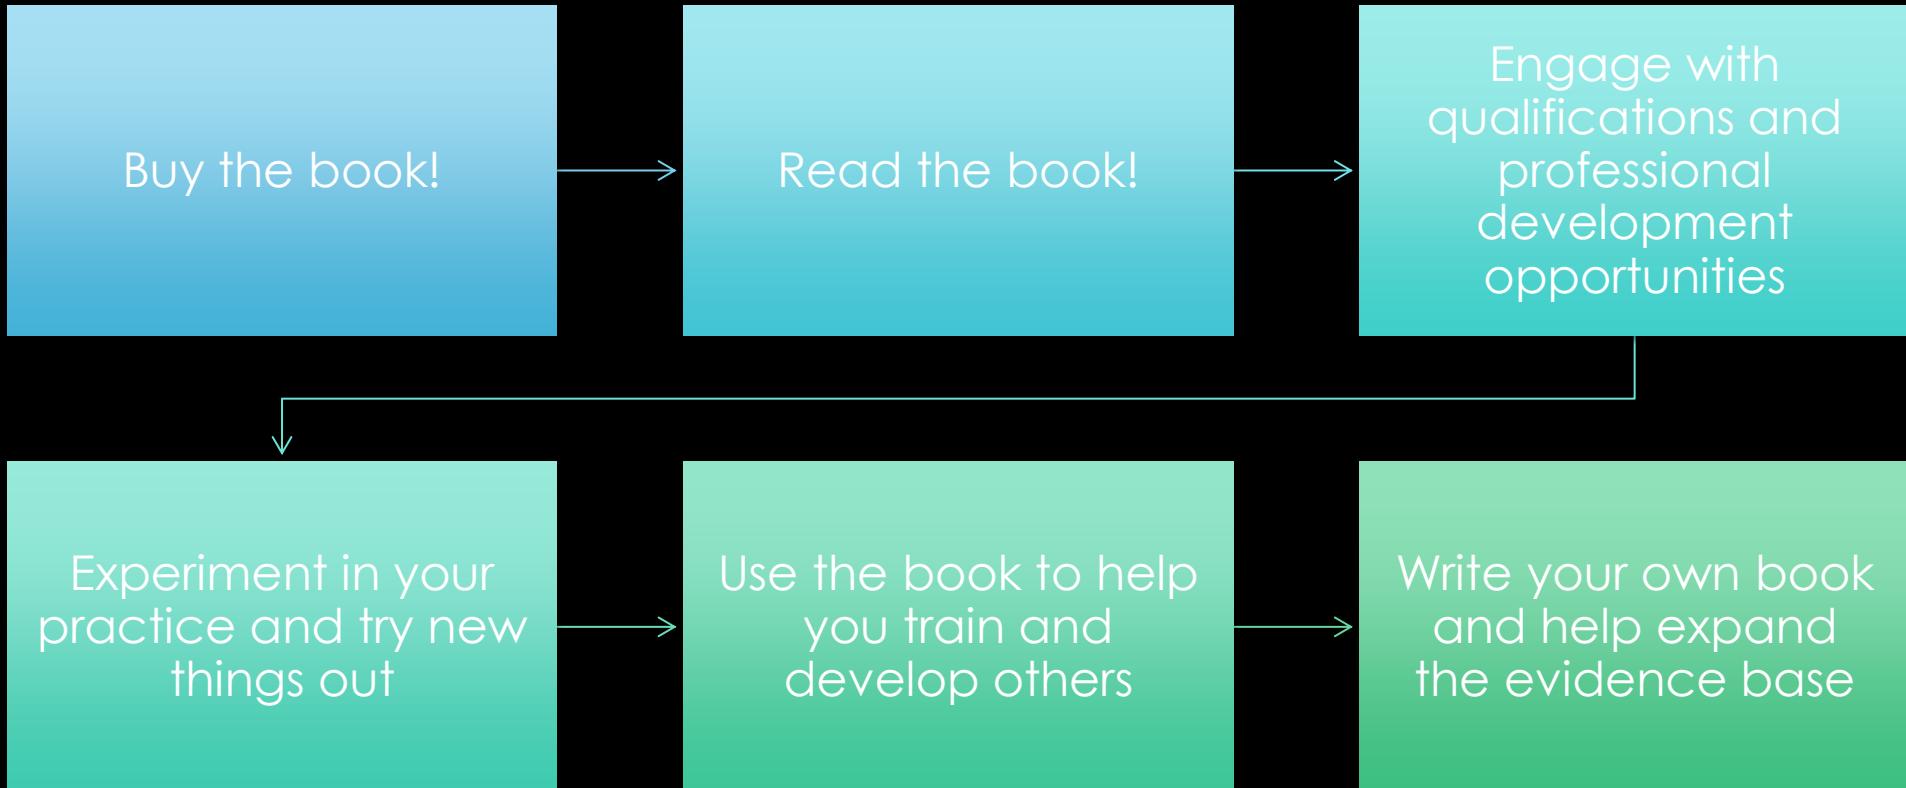 Buy the book!
Read the book!
Engage with
qualifications and
professional
development
opportunities
Experiment in your
practice and try new
things out
Use the book to help
you train and
develop others
Write your own book
and help expand
the evidence base